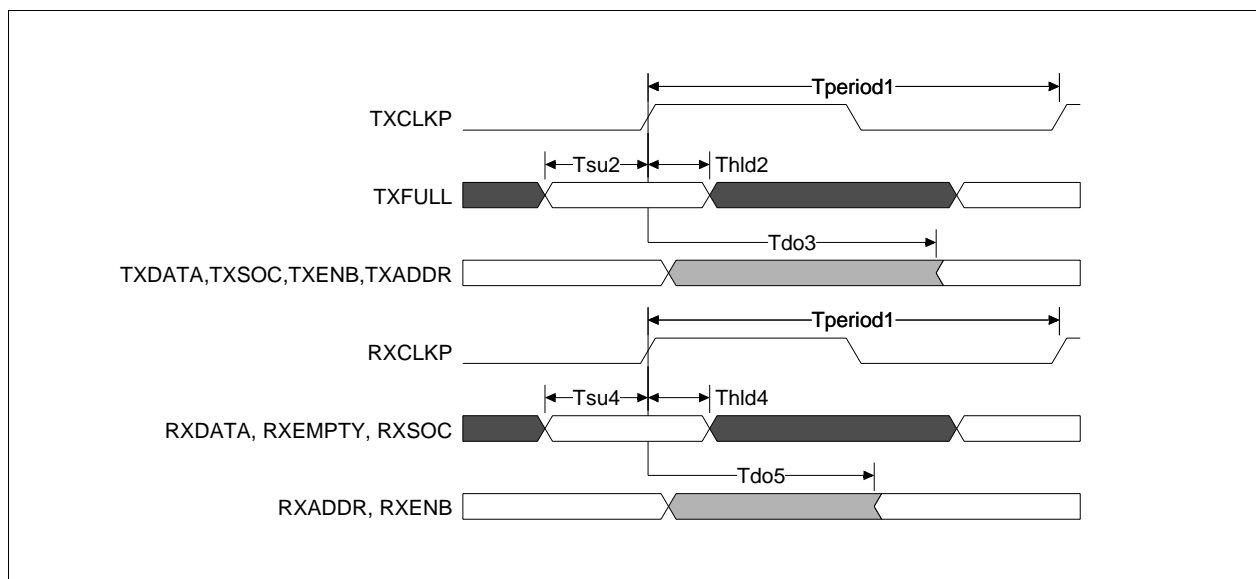 Tperiod1
TXCLKP
Tsu2 Thld2
TXFULL
Tdo3
TXDATA,TXSOC,TXENB,TXADDR
Tperiod1
RXCLKP
Tsu4 Thld4
RXDATA, RXEMPTY, RXSOC
Tdo5
RXADDR, RXENB